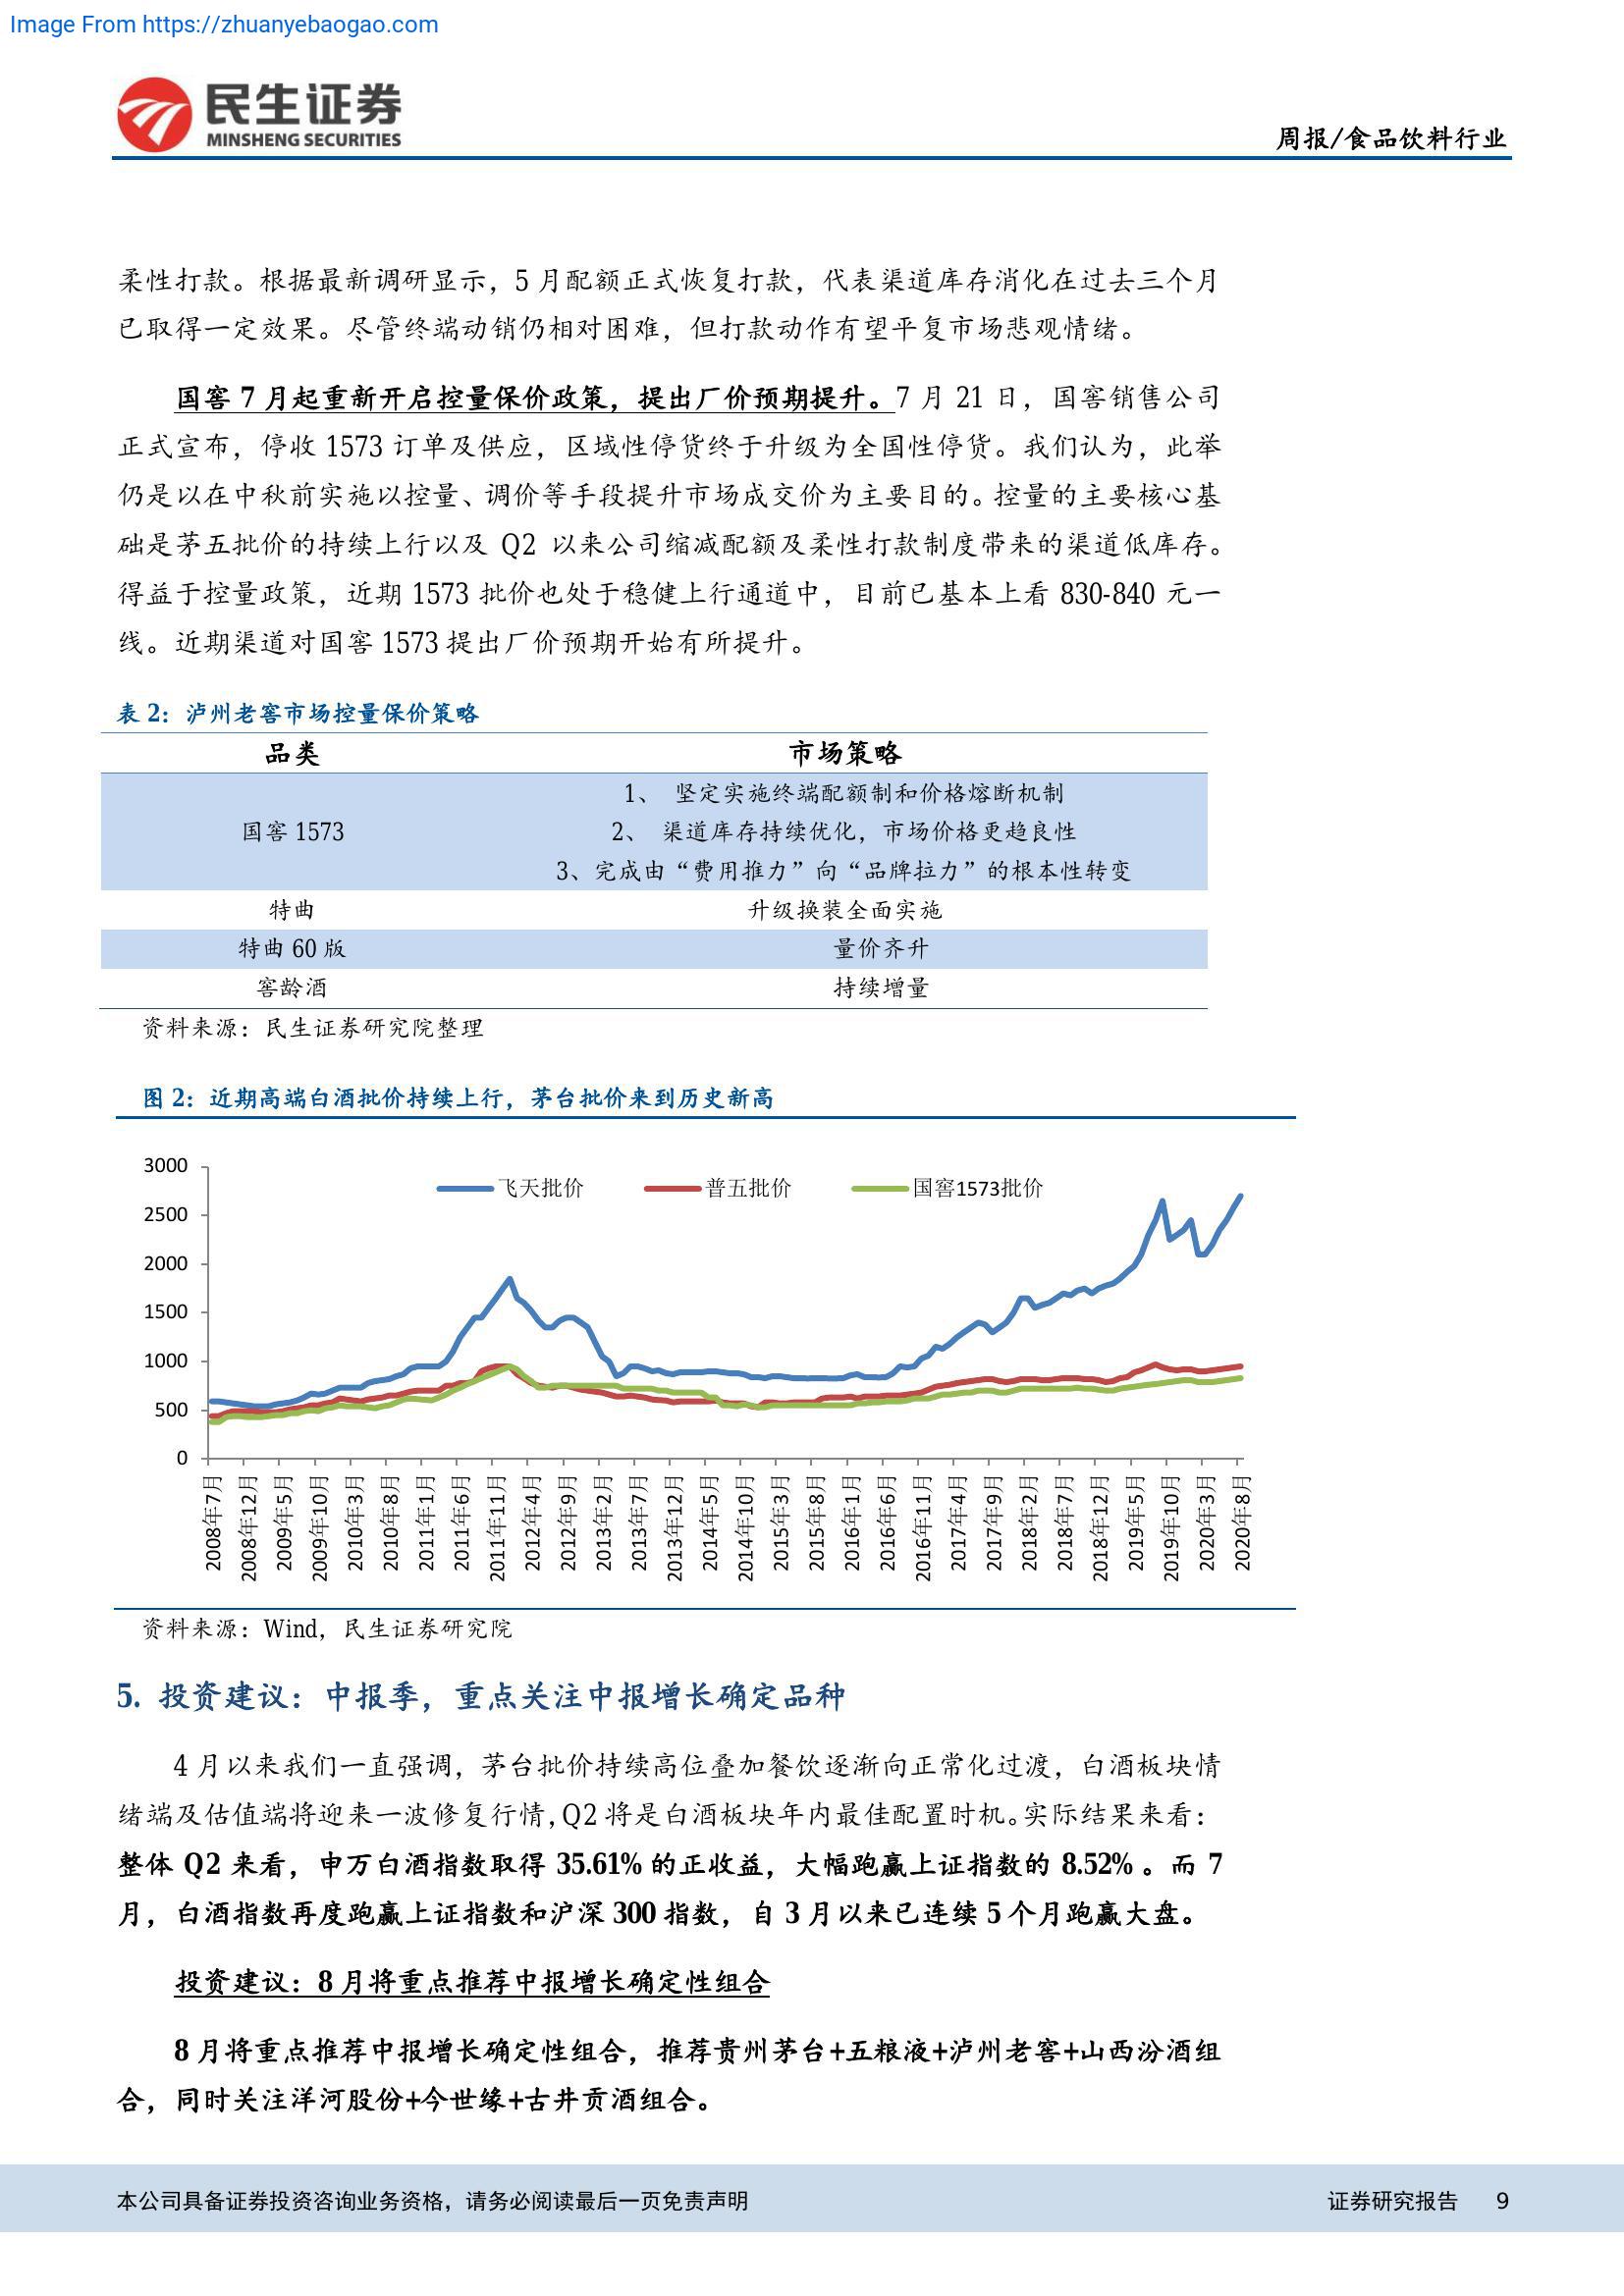 Image From https://zhuanyebaogao.com
民生证券
MINSHENG SECURITIES
周报/食品饮料行业
柔性打款。根据最新调研显示，5 月配额正式恢复打款，代表渠道库存消化在过去三个月
已取得一定效果。尽管终端动销仍相对困难，但打款动作有望平复市场悲观情绪。
国窖 7 月起重新开启控量保价政策，提出厂价预期提升。7 月 21 日，国窖销售公司
正式宣布，停收 1573 订单及供应，区域性停货终于升级为全国性停货。我们认为，此举
仍是以在中秋前实施以控量、调价等手段提升市场成交价为主要目的。控量的主要核心基
础是茅五批价的持续上行以及 Q2 以来公司缩减配额及柔性打款制度带来的渠道低库存。
得益于控量政策，近期 1573 批价也处于稳健上行通道中，目前已基本上看 830-840 元一
线。近期渠道对国窖 1573 提出厂价预期开始有所提升。
表 2：泸州老窖市场控量保价策略
品类 市场策略
国窖 1573
1、 坚定实施终端配额制和价格熔断机制
2、 渠道库存持续优化，市场价格更趋良性
3、完成由“费用推力”向“品牌拉力”的根本性转变
特曲 升级换装全面实施
特曲 60 版 量价齐升
窖龄酒 持续增量
资料来源：民生证券研究院整理
图 2：近期高端白酒批价持续上行，茅台批价来到历史新高
飞天批价 普五批价 国窖1573批价
3000
2500
2000
1500
1000
500
0
2008年7月
2008年12月
2009年5月
2009年10月
2010年3月
2010年8月
2011年1月
2011年6月
2011年11月
2012年4月
2012年9月
2013年2月
2013年7月
2013年12月
2014年5月
2014年10月
2015年3月
2015年8月
2016年1月
2016年6月
2016年11月
2017年4月
2017年9月
2018年2月
2018年7月
2018年12月
2019年5月
2019年10月
2020年3月
2020年8月
资料来源：Wind，民生证券研究院
5. 投资建议：中报季，重点关注中报增长确定品种
4 月以来我们一直强调，茅台批价持续高位叠加餐饮逐渐向正常化过渡，白酒板块情
绪端及估值端将迎来一波修复行情，Q2 将是白酒板块年内最佳配置时机。实际结果来看：
整体 Q2 来看，申万白酒指数取得 35.61% 的正收益，大幅跑赢上证指数的 8.52% 。而 7
月，白酒指数再度跑赢上证指数和沪深 300 指数，自 3 月以来已连续 5 个月跑赢大盘。
投资建议：8 月将重点推荐中报增长确定性组合
8 月将重点推荐中报增长确定性组合，推荐贵州茅台+五粮液+泸州老窖+山西汾酒组
合，同时关注洋河股份+今世缘+古井贡酒组合。
本公司具备证券投资咨询业务资格，请务必阅读最后一页免责声明
证券研究报告 9